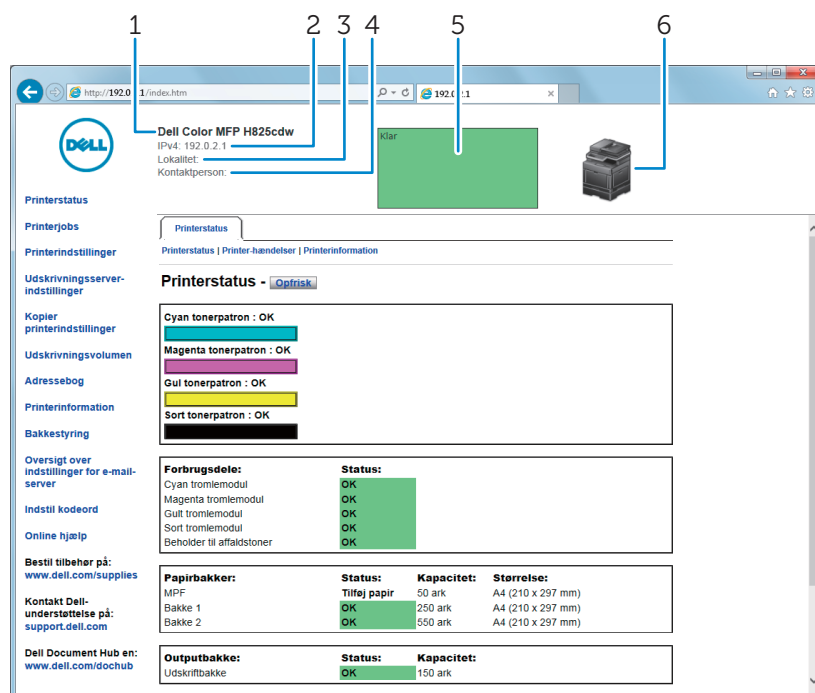 1 2 3 4 5 6
http://192.0.2.1/index.htm
192.0.2.1
DELL
Dell Color MFP H825cdw
IPv4: 192.0.2.1
Lokalitet:
Kontaktperson:
Klar
Printerstatus
Printerjobs
Printerindstillinger
Udskrivningsserver-
indstillinger
Kopier
printerindstillinger
Udskrivningsvolumen
Adressebog
Printerinformation
Bakkestyring
Oversigt over
indstillinger for e-mail-
server
Indstil kodeord
Online hjælp
Bestil tilbehør på:
www.dell.com/supplies
Kontakt Dell-
understøttelse på:
support.dell.com
Dell Document Hub en:
www.dell.com/dochub
Printerstatus
Printerstatus | Printer-hændelser | Printerinformation
Printerstatus - Opfrisk
Cyan tonerpatron : OK
Magenta tonerpatron : OK
Gul tonerpatron : OK
Sort tonerpatron : OK
Forbrugsdele: Status:
Cyan tromlemodul OK
Magenta tromlemodul OK
Gult tromlemodul OK
Sort tromlemodul OK
Beholder til affaldstoner OK
Papirbakker: Status: Kapacitet: Størrelse:
MPF Tilføj papir 50 ark A4 (210 x 297 mm)
Bakke 1 OK 250 ark A4 (210 x 297 mm)
Bakke 2 OK 550 ark A4 (210 x 297 mm)
Outputbakke: Status: Kapacitet:
Udskriftbakke OK 150 ark